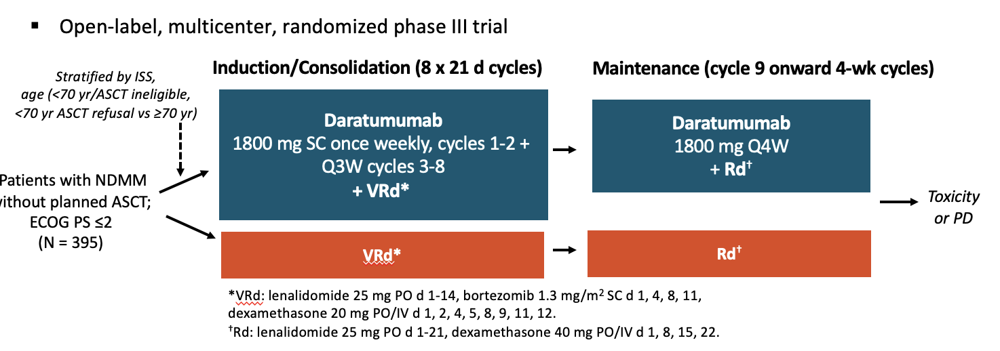 ▪ Open-label, multicenter, randomized phase III trial
Stratified by ISS,
age (<70 yr/ASCT ineligible,
<70 yr ASCT refusal vs ≥70 yr)
Patients with NDMM
without planned ASCT;
ECOG PS ≤2
(N = 395)
Induction/Consolidation (8 x 21 d cycles)
Daratumumab
1800 mg SC once weekly, cycles 1-2 +
Q3W cycles 3-8
+ VRd*
VRd*
Maintenance (cycle 9 onward 4-wk cycles)
Daratumumab
1800 mg Q4W
+ Rd†
Rd†
Toxicity
or PD
*VRd: lenalidomide 25 mg PO d 1-14, bortezomib 1.3 mg/m² SC d 1, 4, 8, 11,
dexamethasone 20 mg PO/IV d 1, 2, 4, 5, 8, 9, 11, 12.
†Rd: lenalidomide 25 mg PO d 1-21, dexamethasone 40 mg PO/IV d 1, 8, 15, 22.